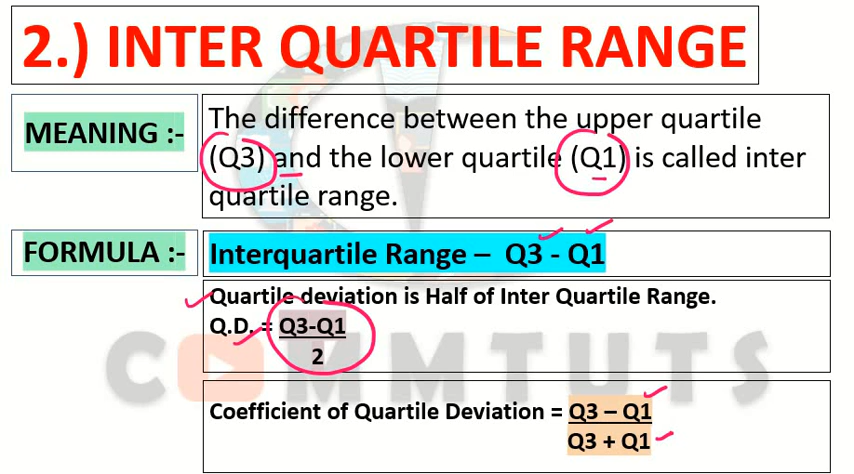 2.) INTER QUARTILE RANGE
MEANING :-
The difference between the upper quartile
(Q3) and the lower quartile (Q1) is called inter
quartile range.
FORMULA :-
Interquartile Range – Q3 - Q1
Quartile deviation is Half of Inter Quartile Range.
Q.D. = Q3-Q1
2
Coefficient of Quartile Deviation = Q3 – Q1
Q3 + Q1
COMMTUTS